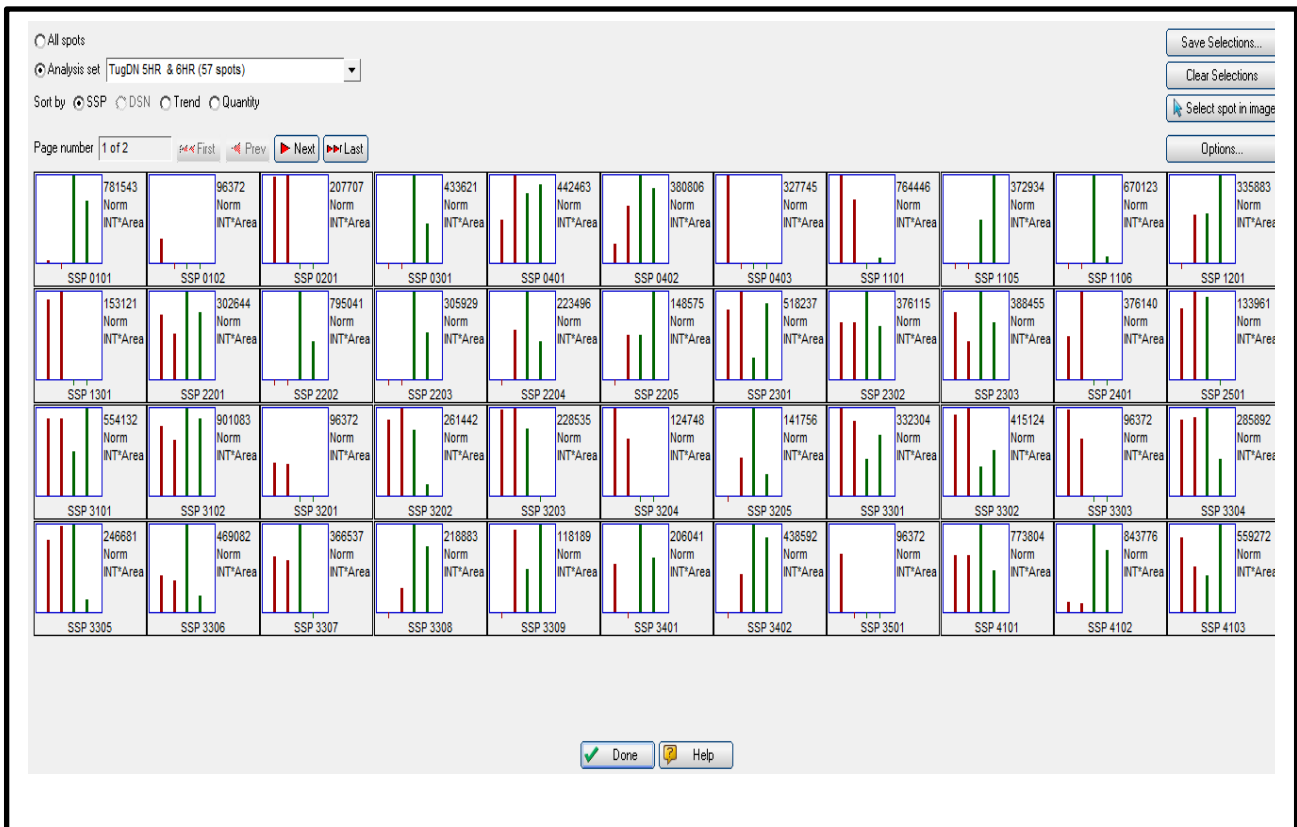 All spots
Analysis set TugDN 5HR & 6HR (57 spots)
Sort by SSP DSN Trend Quantity
Page number 1 of 2 First Prev Next Last
Save Selections...
Clear Selections
Select spot in image
Options...
781543 96372 207707 433621 442463 380806 327745 764446 372934 670123 335883
Norm Norm Norm Norm Norm Norm Norm Norm Norm Norm Norm
INT*Area INT*Area INT*Area INT*Area INT*Area INT*Area INT*Area INT*Area INT*Area INT*Area INT*Area
SSP 0101 SSP 0102 SSP 0201 SSP 0301 SSP 0401 SSP 0402 SSP 0403 SSP 1101 SSP 1105 SSP 1106 SSP 1201
153121 302644 795041 305929 223496 148575 518237 376115 388455 376140 133961
Norm Norm Norm Norm Norm Norm Norm Norm Norm Norm Norm
INT*Area INT*Area INT*Area INT*Area INT*Area INT*Area INT*Area INT*Area INT*Area INT*Area INT*Area
SSP 1301 SSP 2201 SSP 2202 SSP 2203 SSP 2204 SSP 2205 SSP 2301 SSP 2302 SSP 2303 SSP 2401 SSP 2501
554132 901083 96372 261442 228535 124748 141756 332304 415124 96372 285892
Norm Norm Norm Norm Norm Norm Norm Norm Norm Norm Norm
INT*Area INT*Area INT*Area INT*Area INT*Area INT*Area INT*Area INT*Area INT*Area INT*Area INT*Area
SSP 3101 SSP 3102 SSP 3201 SSP 3202 SSP 3203 SSP 3204 SSP 3205 SSP 3301 SSP 3302 SSP 3303 SSP 3304
246681 469082 366537 218883 118189 206041 438592 96372 773804 843776 559272
Norm Norm Norm Norm Norm Norm Norm Norm Norm Norm Norm
INT*Area INT*Area INT*Area INT*Area INT*Area INT*Area INT*Area INT*Area INT*Area INT*Area INT*Area
SSP 3305 SSP 3306 SSP 3307 SSP 3308 SSP 3309 SSP 3401 SSP 3402 SSP 3501 SSP 4101 SSP 4102 SSP 4103
Done Help